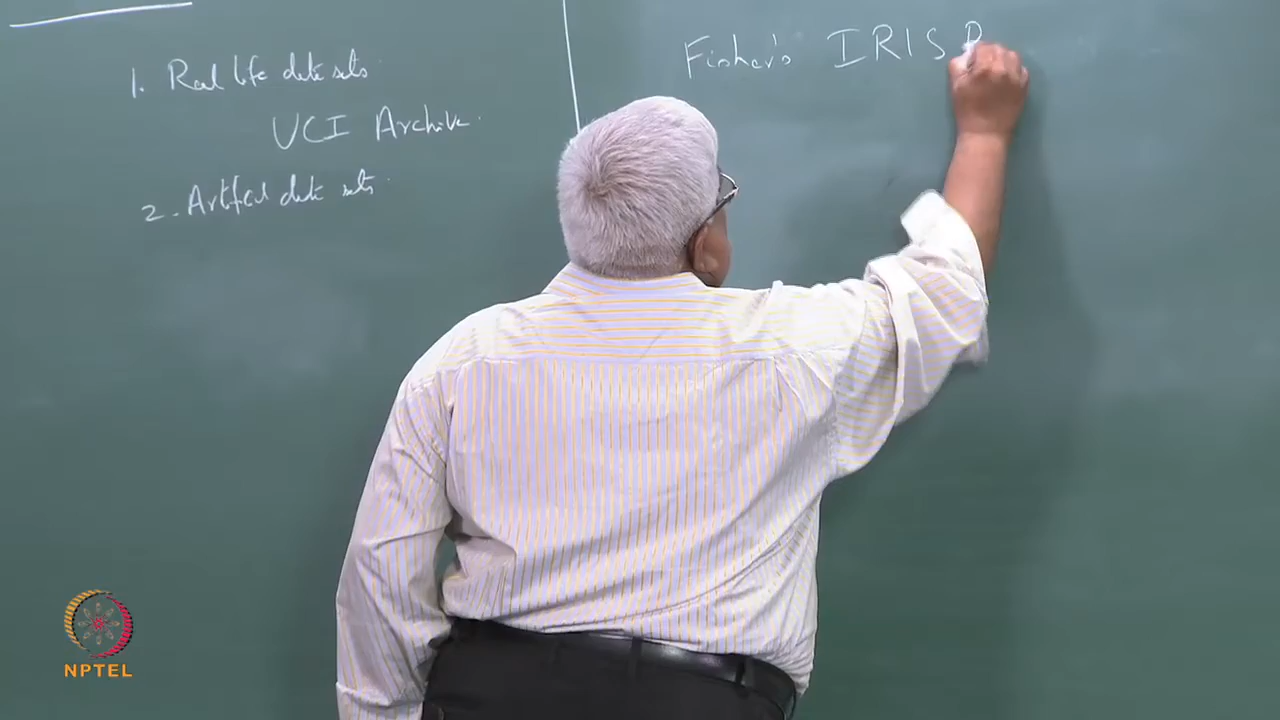 1. Real life data sets
UCI Archive.
2. Artificial data sets
Fisher's IRIS D
NPTEL